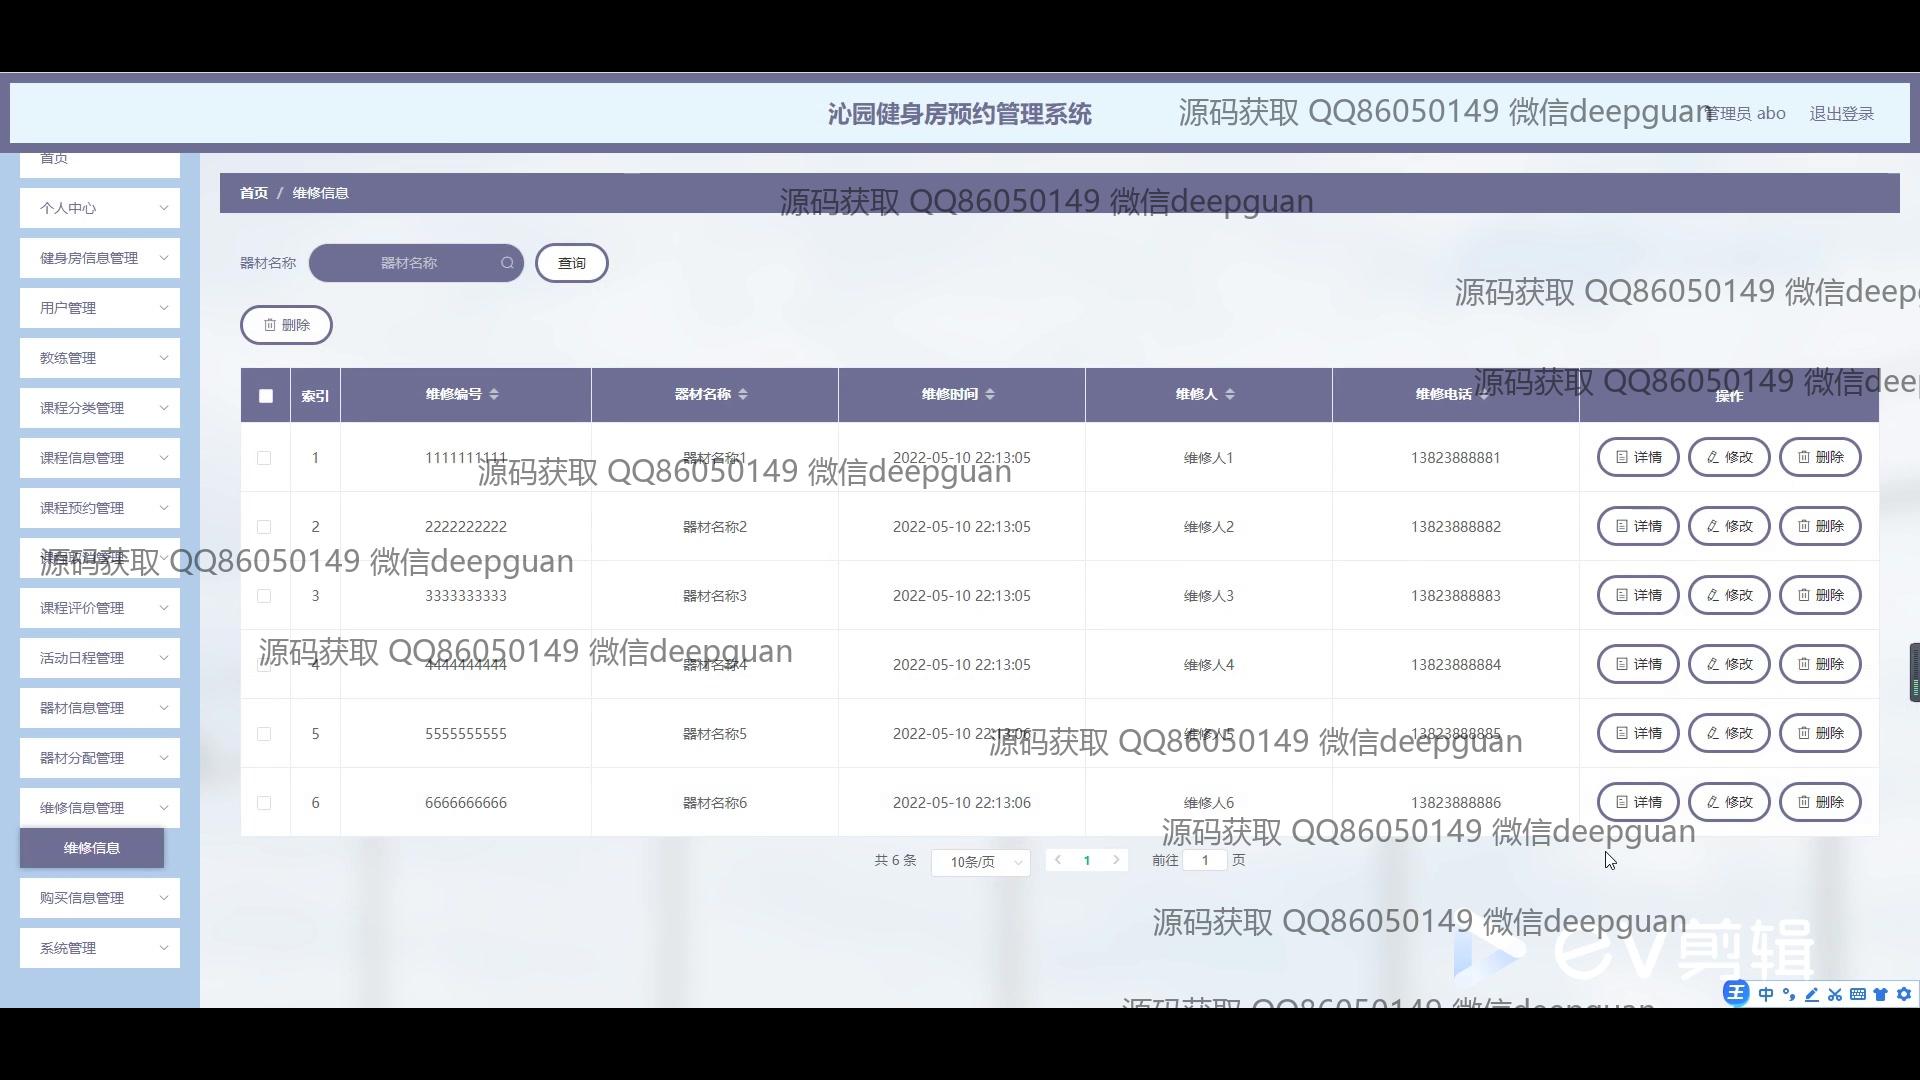 沁园健身房预约管理系统
源码获取 QQ86050149 微信deepguan
管理员 abo
退出登录
首页
首页 / 维修信息
源码获取 QQ86050149 微信deepguan
个人中心
健身房信息管理
器材名称
器材名称
查询
源码获取 QQ86050149 微信deepg
用户管理
删除
教练管理
源码获取 QQ86050149 微信deep
索引 维修编号 器材名称 维修时间 维修人 维修电话 操作
课程分类管理
课程信息管理
1 1111111111 器材名称1 2022-05-10 22:13:05 维修人1 13823888881 详情 修改 删除
源码获取 QQ86050149 微信deepguan
课程预约管理
2 2222222222 器材名称2 2022-05-10 22:13:05 维修人2 13823888882 详情 修改 删除
源码获取 QQ86050149 微信deepguan
课程评价管理
3 3333333333 器材名称3 2022-05-10 22:13:05 维修人3 13823888883 详情 修改 删除
源码获取 QQ86050149 微信deepguan
活动日程管理
4 4444444444 器材名称4 2022-05-10 22:13:05 维修人4 13823888884 详情 修改 删除
器材信息管理
5 5555555555 器材名称5 2022-05-10 22:13:06 维修人5 13823888885 详情 修改 删除
源码获取 QQ86050149 微信deepguan
器材分配管理
维修信息管理
6 6666666666 器材名称6 2022-05-10 22:13:06 维修人6 13823888886 详情 修改 删除
源码获取 QQ86050149 微信deepguan
维修信息
共 6 条 10条/页 1 前往 1 页
购买信息管理
源码获取 QQ86050149 微信deepguan
系统管理
ev剪辑
王 中
源码获取 QQ86050149 微信deepguan